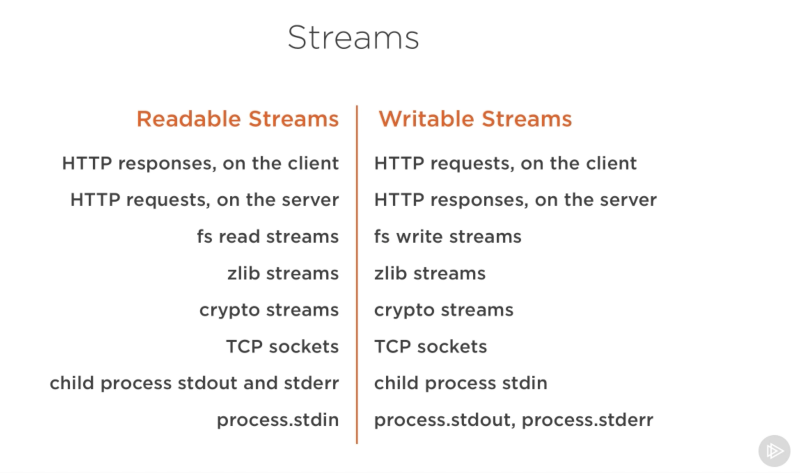 Streams
Readable Streams
HTTP responses, on the client
HTTP requests, on the server
fs read streams
zlib streams
crypto streams
TCP sockets
child process stdout and stderr
process.stdin
Writable Streams
HTTP requests, on the client
HTTP responses, on the server
fs write streams
zlib streams
crypto streams
TCP sockets
child process stdin
process.stdout, process.stderr